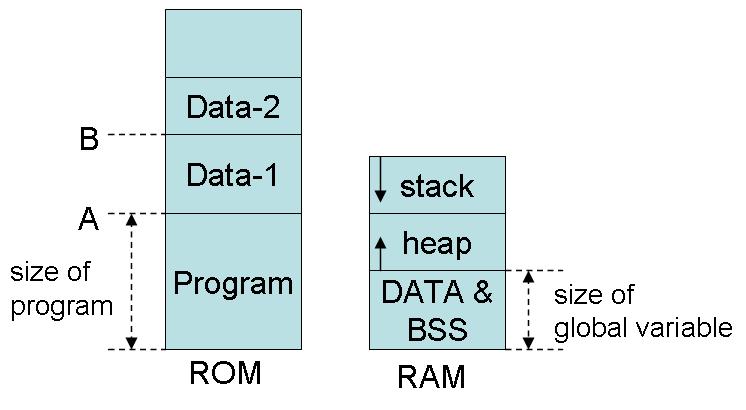 Data-2
B
Data-1
A
size of
program
Program
ROM
stack
heap
DATA &
BSS
size of
global variable
RAM